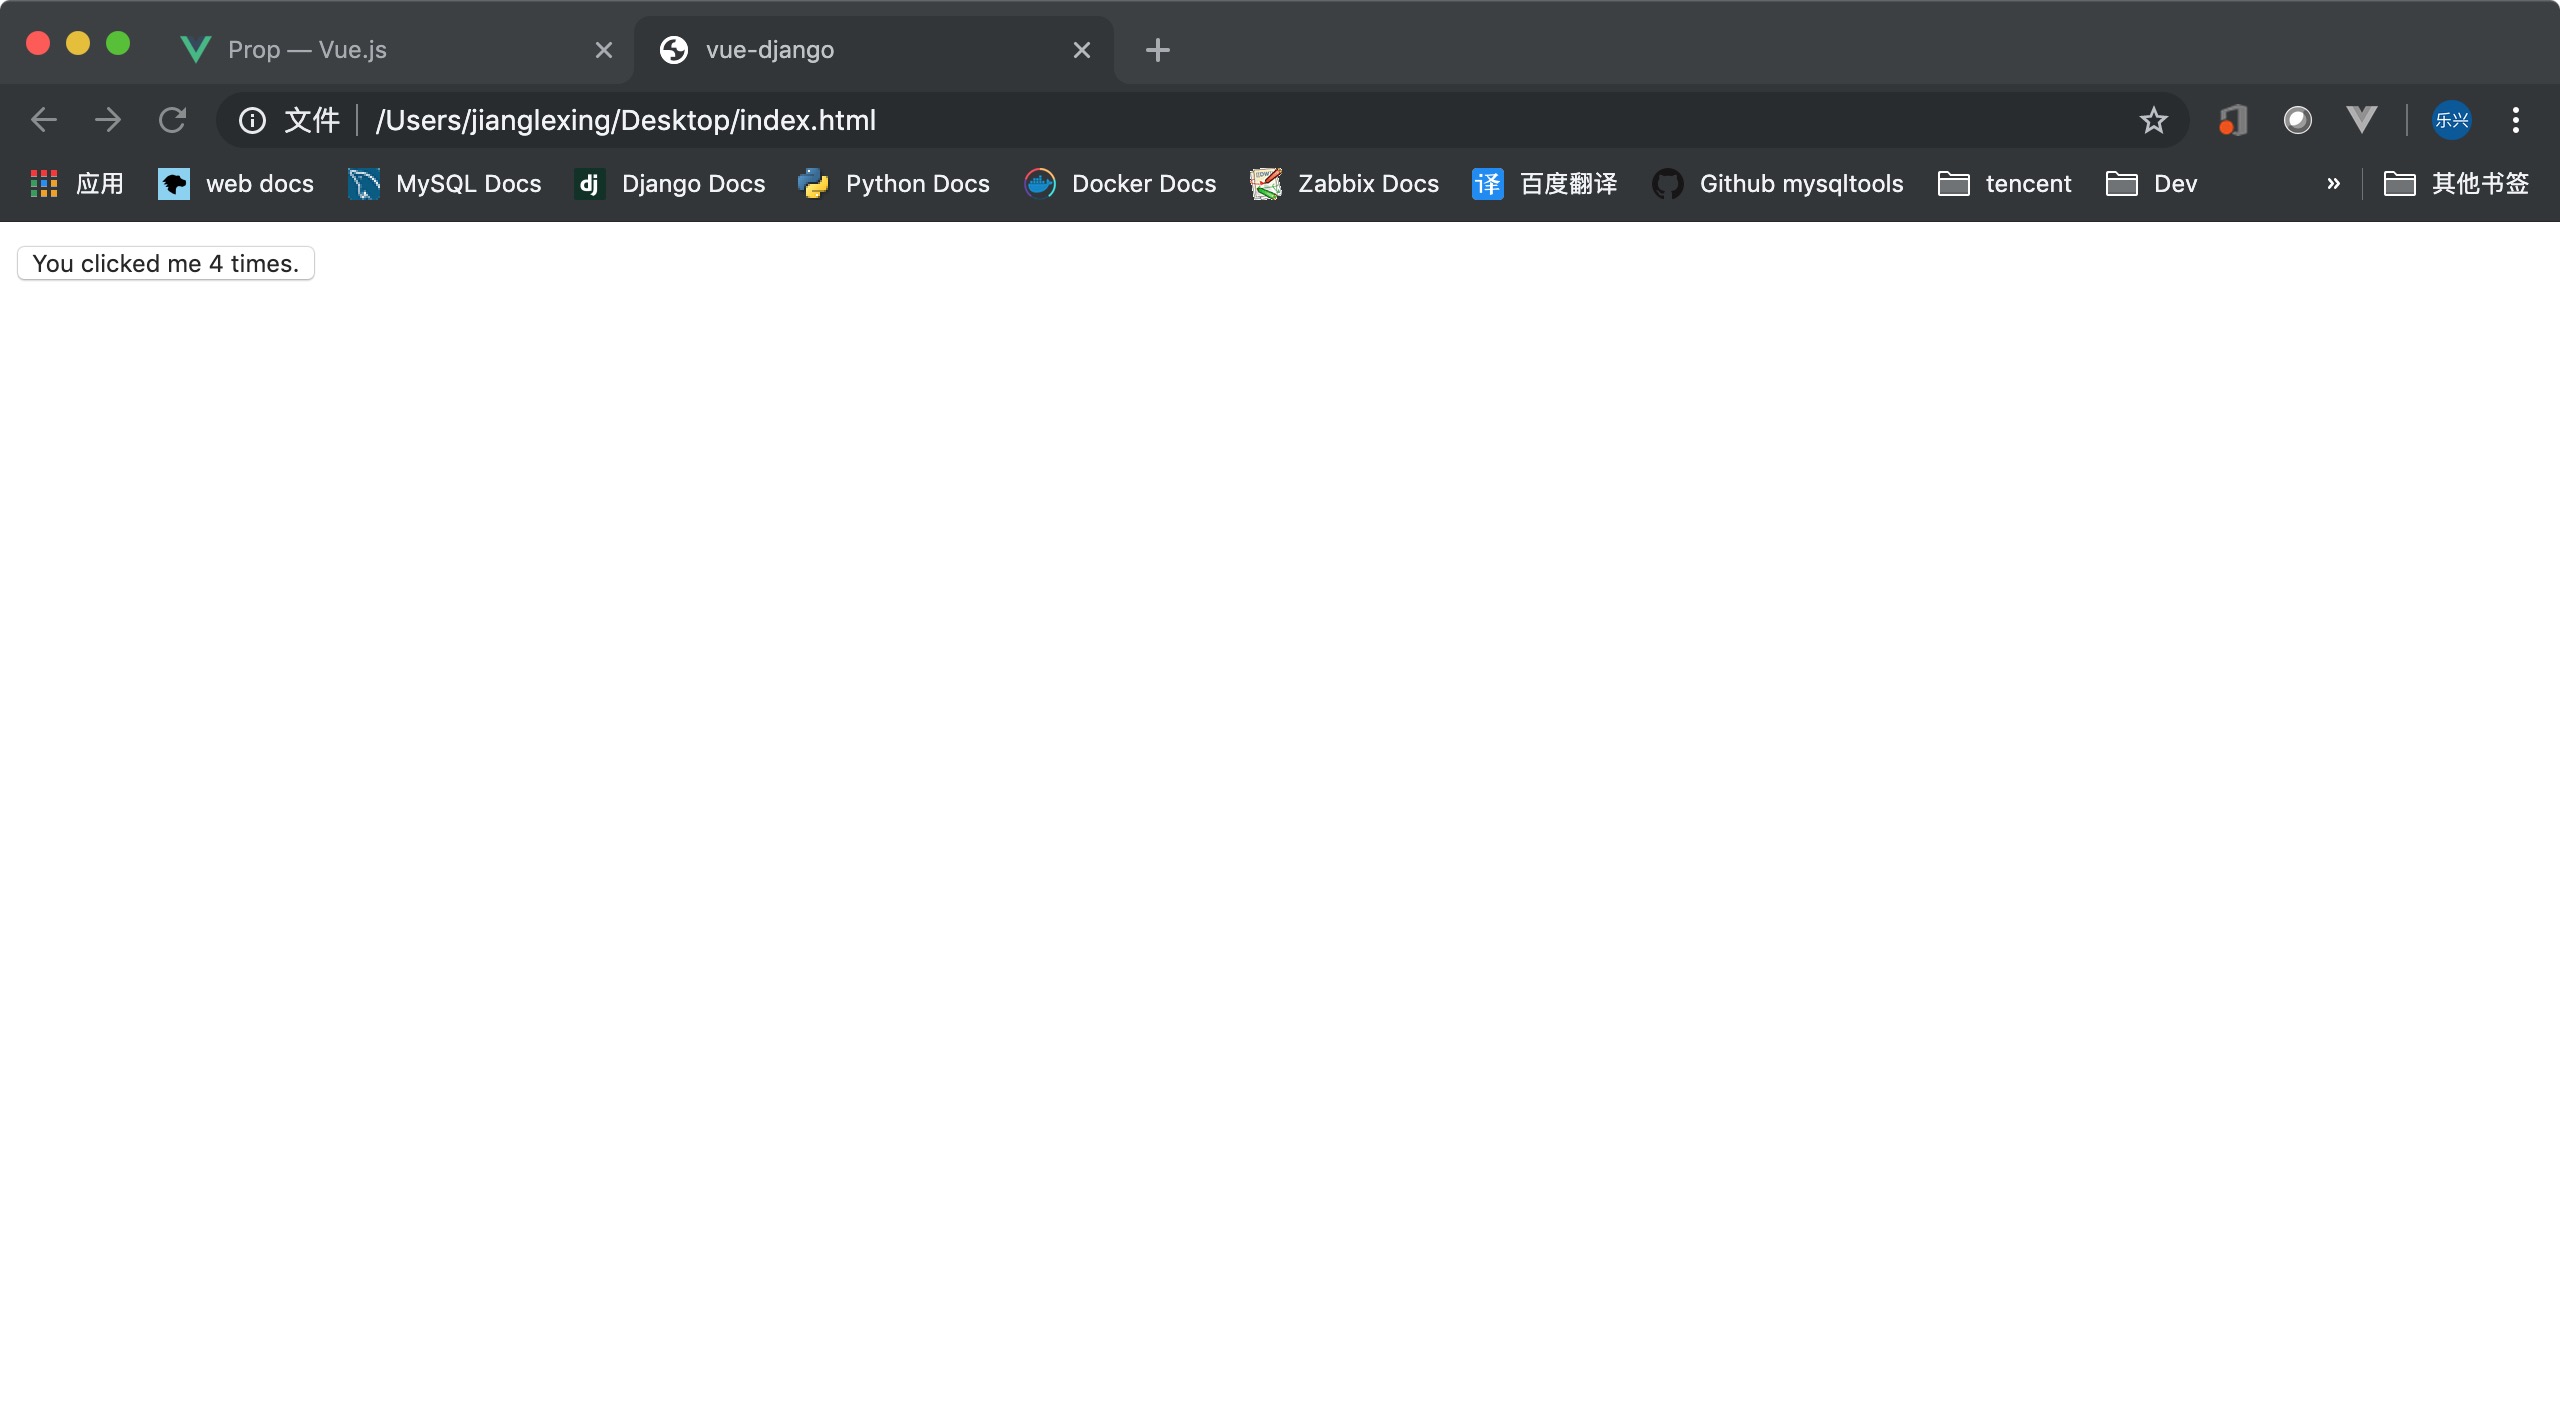 Prop — Vue.js
vue-django
文件 | /Users/jianglexing/Desktop/index.html
乐兴
应用 web docs MySQL Docs dj Django Docs Python Docs Docker Docs Zabbix Docs 译 百度翻译 Github mysqltools tencent Dev » 其他书签
You clicked me 4 times.